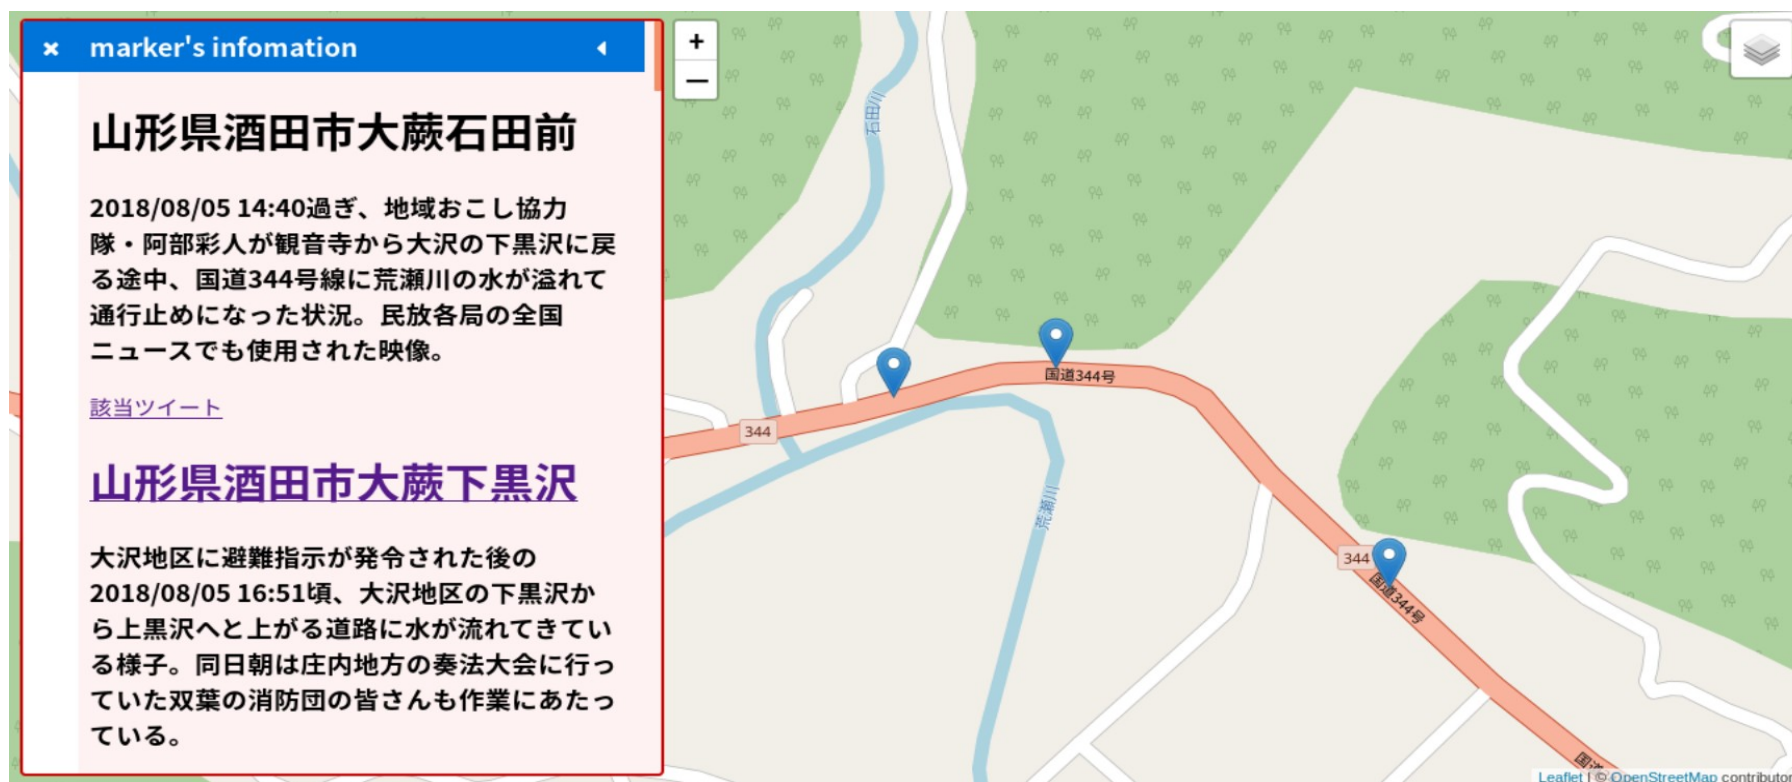 marker's infomation
山形県酒田市大蕨石田前
2018/08/05 14:40過ぎ、地域おこし協力
隊・阿部彩人が観音寺から大沢の下黒沢に戻
る途中、国道344号線に荒瀬川の水が溢れて
通行止めになった状況。民放各局の全国
ニュースでも使用された映像。
該当ツイート
山形県酒田市大蕨下黒沢
大沢地区に避難指示が発令された後の
2018/08/05 16:51頃、大沢地区の下黒沢か
ら上黒沢へと上がる道路に水が流れてきてい
る様子。同日朝は庄内地方の奏法大会に行っ
ていた双葉の消防団の皆さんも作業にあたっ
ている。
+
−
石田川
国道344号
344
荒瀬川
344
国道344号
国道
Leaflet | © OpenStreetMap contributo